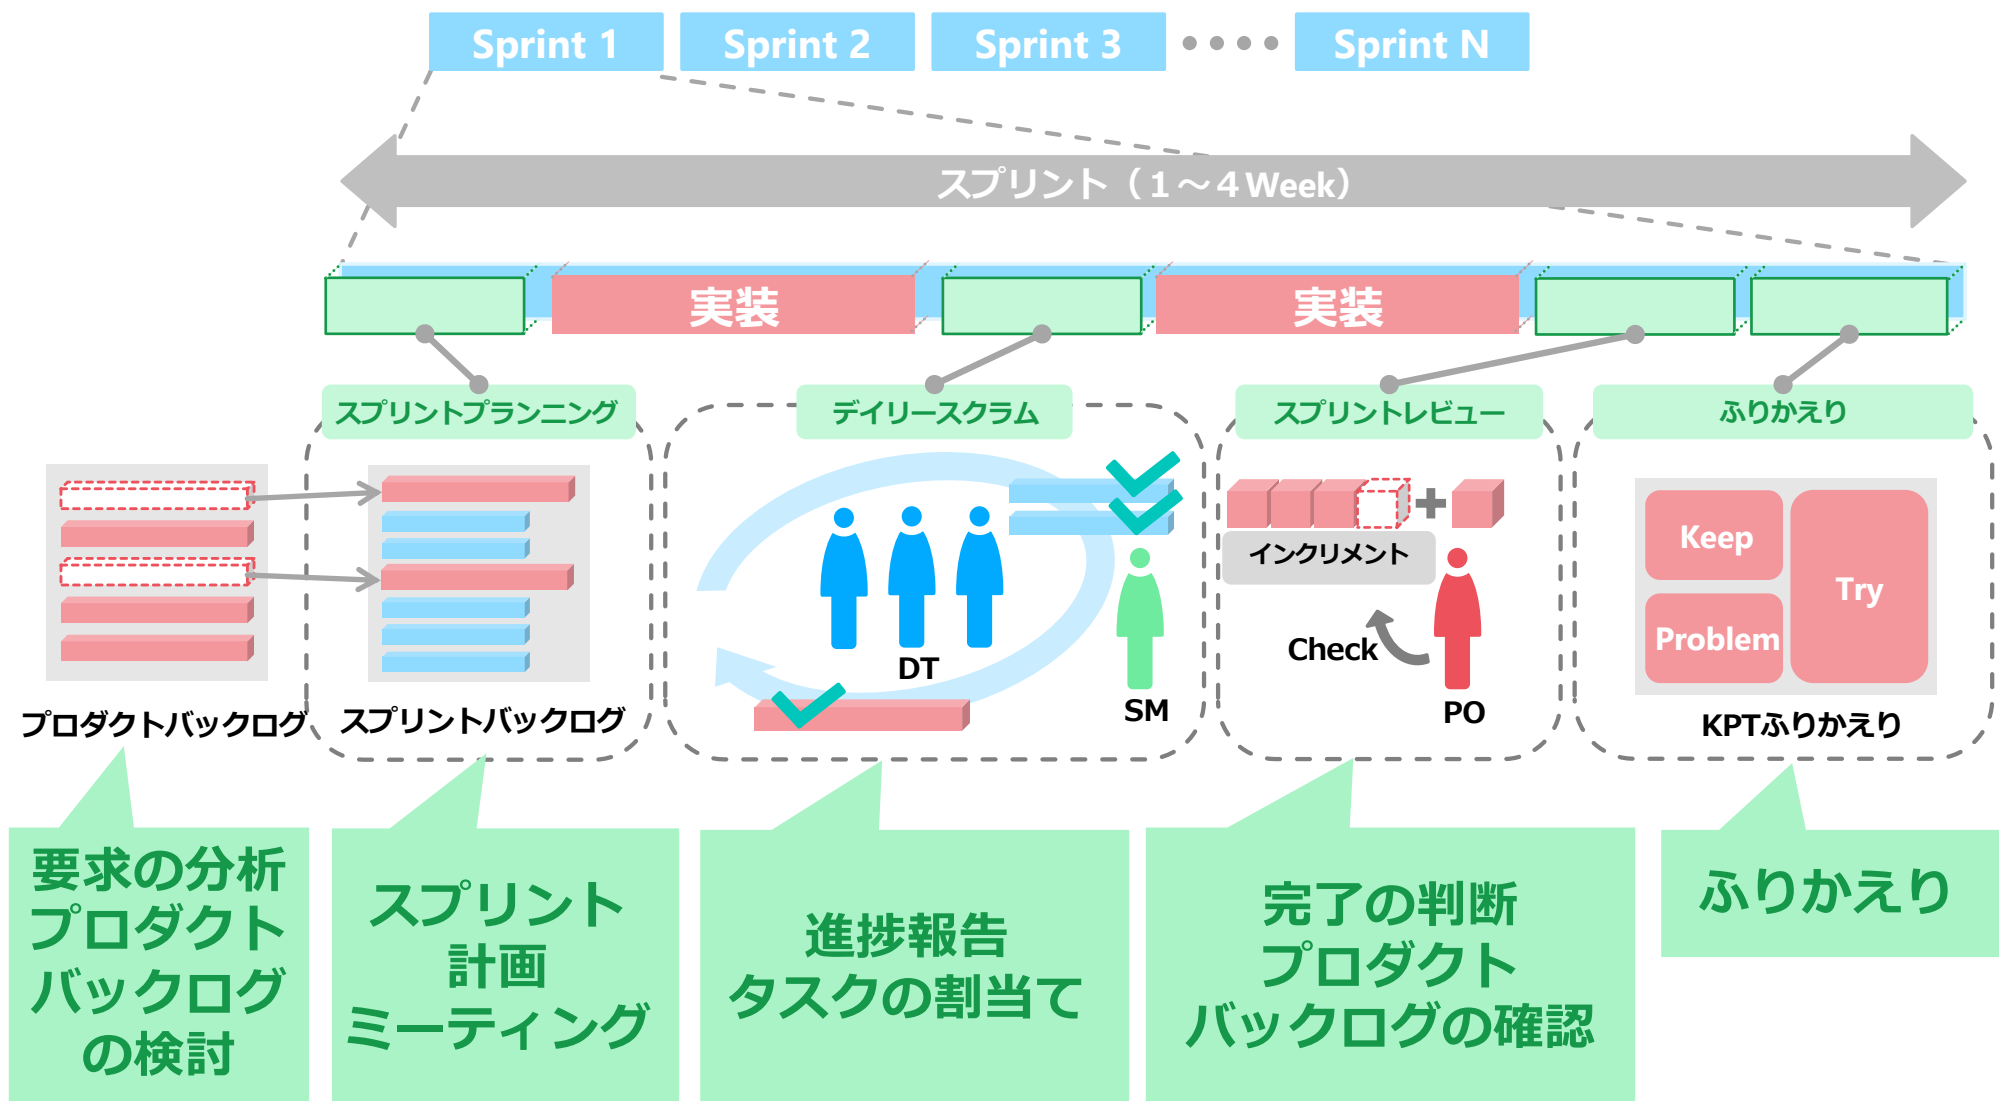 Sprint 1
Sprint 2
Sprint 3
Sprint N
スプリント（１～４Week）
実装
実装
スプリントプランニング
デイリースクラム
スプリントレビュー
ふりかえり
インクリメント
Keep
Problem
Try
Check
DT
SM
PO
プロダクトバックログ
スプリントバックログ
KPTふりかえり
要求の分析
プロダクト
バックログ
の検討
スプリント
計画
ミーティング
進捗報告
タスクの割当て
完了の判断
プロダクト
バックログの確認
ふりかえり